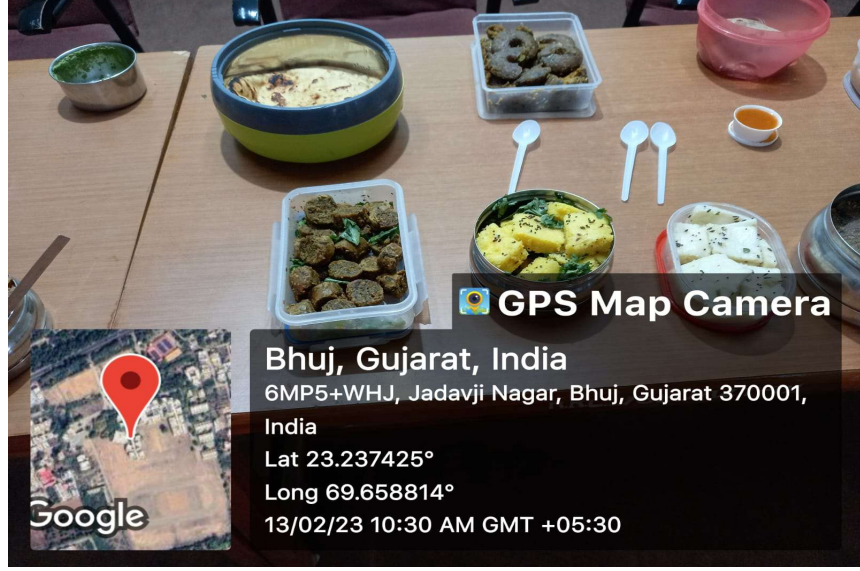 GPS Map Camera
Bhuj, Gujarat, India
6MP5+WHJ, Jadavji Nagar, Bhuj, Gujarat 370001,
India
Lat 23.237425°
Long 69.658814°
13/02/23 10:30 AM GMT +05:30
Google